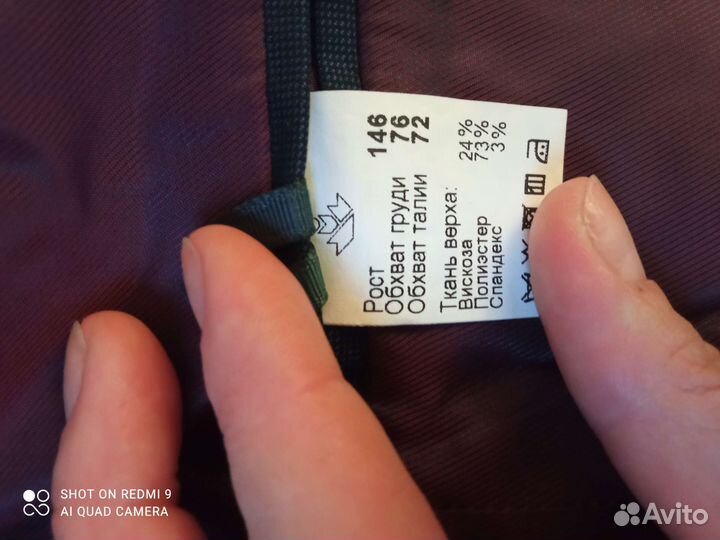 Рост 146
Обхват груди 76
Обхват талии 72
Ткань верха:
Вискоза 24%
Полиэстер 73%
Спандекс 3%
SHOT ON REDMI 9
AI QUAD CAMERA
Avito